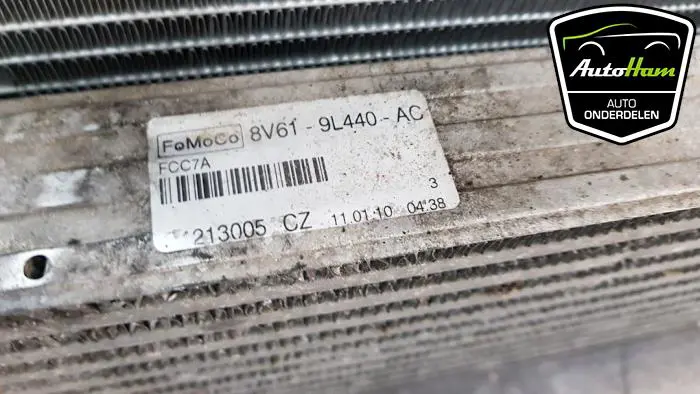 FoMoCo 8V61 - 9L440 - AC
FCC7A
3
213005 CZ 11.01.10 04:38
AutoHam
AUTO
ONDERDELEN